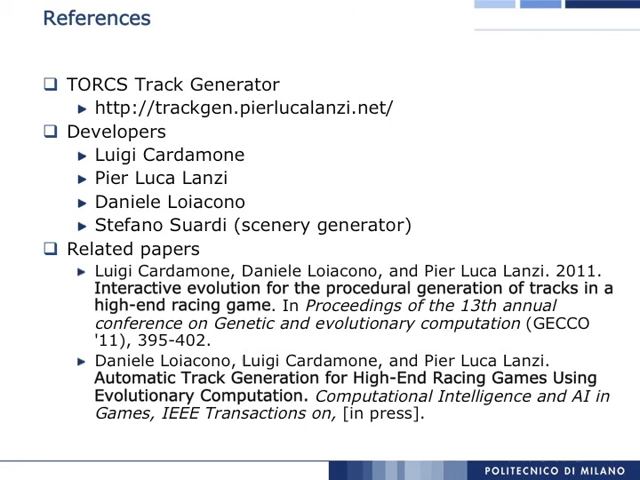 References
TORCS Track Generator
http://trackgen.pierlucalanzi.net/
Developers
Luigi Cardamone
Pier Luca Lanzi
Daniele Loiacono
Stefano Suardi (scenery generator)
Related papers
Luigi Cardamone, Daniele Loiacono, and Pier Luca Lanzi. 2011.
Interactive evolution for the procedural generation of tracks in a
high-end racing game. In Proceedings of the 13th annual
conference on Genetic and evolutionary computation (GECCO
'11), 395-402.
Daniele Loiacono, Luigi Cardamone, and Pier Luca Lanzi.
Automatic Track Generation for High-End Racing Games Using
Evolutionary Computation. Computational Intelligence and AI in
Games, IEEE Transactions on, [in press].
POLITECNICO DI MILANO